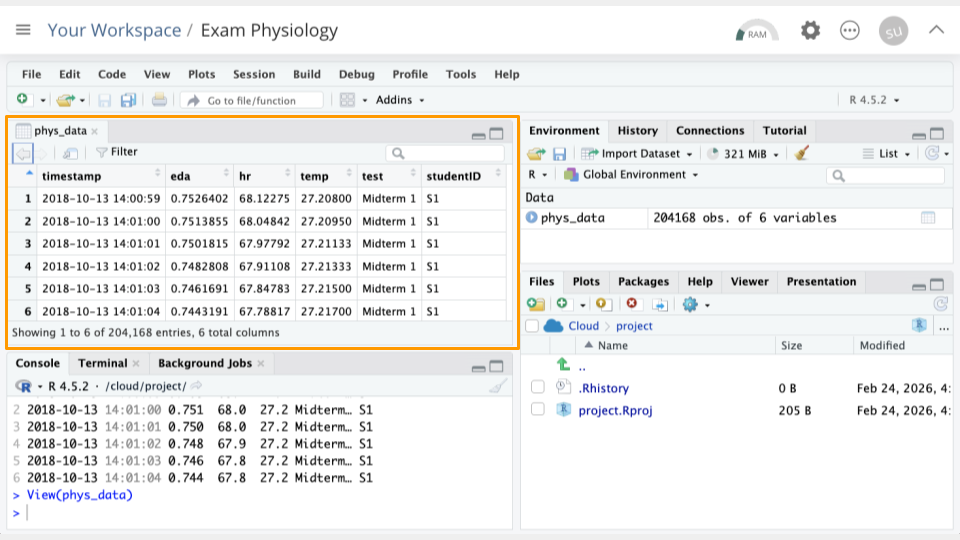 Your Workspace / Exam Physiology
RAM
SU
File Edit Code View Plots Session Build Debug Profile Tools Help
Go to file/function
Addins
R 4.5.2
phys_data
Filter
timestamp eda hr temp test studentID
1 2018-10-13 14:00:59 0.7526402 68.12275 27.20800 Midterm 1 S1
2 2018-10-13 14:01:00 0.7513855 68.04842 27.20950 Midterm 1 S1
3 2018-10-13 14:01:01 0.7501815 67.97792 27.21133 Midterm 1 S1
4 2018-10-13 14:01:02 0.7482808 67.91108 27.21333 Midterm 1 S1
5 2018-10-13 14:01:03 0.7461691 67.84783 27.21500 Midterm 1 S1
6 2018-10-13 14:01:04 0.7443191 67.78817 27.21700 Midterm 1 S1
Showing 1 to 6 of 204,168 entries, 6 total columns
Console Terminal Background Jobs
R 4.5.2 · /cloud/project/
2 2018-10-13 14:01:00 0.751 68.0 27.2 Midterm… S1
3 2018-10-13 14:01:01 0.750 68.0 27.2 Midterm… S1
4 2018-10-13 14:01:02 0.748 67.9 27.2 Midterm… S1
5 2018-10-13 14:01:03 0.746 67.8 27.2 Midterm… S1
6 2018-10-13 14:01:04 0.744 67.8 27.2 Midterm… S1
> View(phys_data)
>
Environment History Connections Tutorial
Import Dataset 321 MiB List
R Global Environment
Data
phys_data 204168 obs. of 6 variables
Files Plots Packages Help Viewer Presentation
Cloud > project ...
Name Size Modified
..
.Rhistory 0 B Feb 24, 2026, 4:
project.Rproj 205 B Feb 24, 2026, 4: